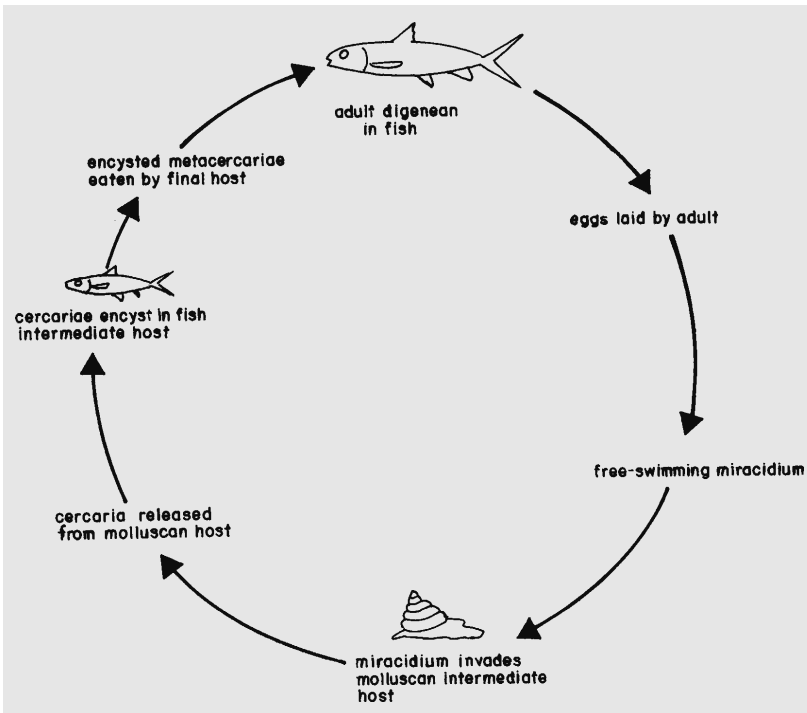 adult digenean
in fish
eggs laid by adult
free-swimming miracidium
miracidium invades
molluscan intermediate
host
cercaria released
from molluscan host
cercariae encyst in fish
intermediate host
encysted metacercariae
eaten by final host